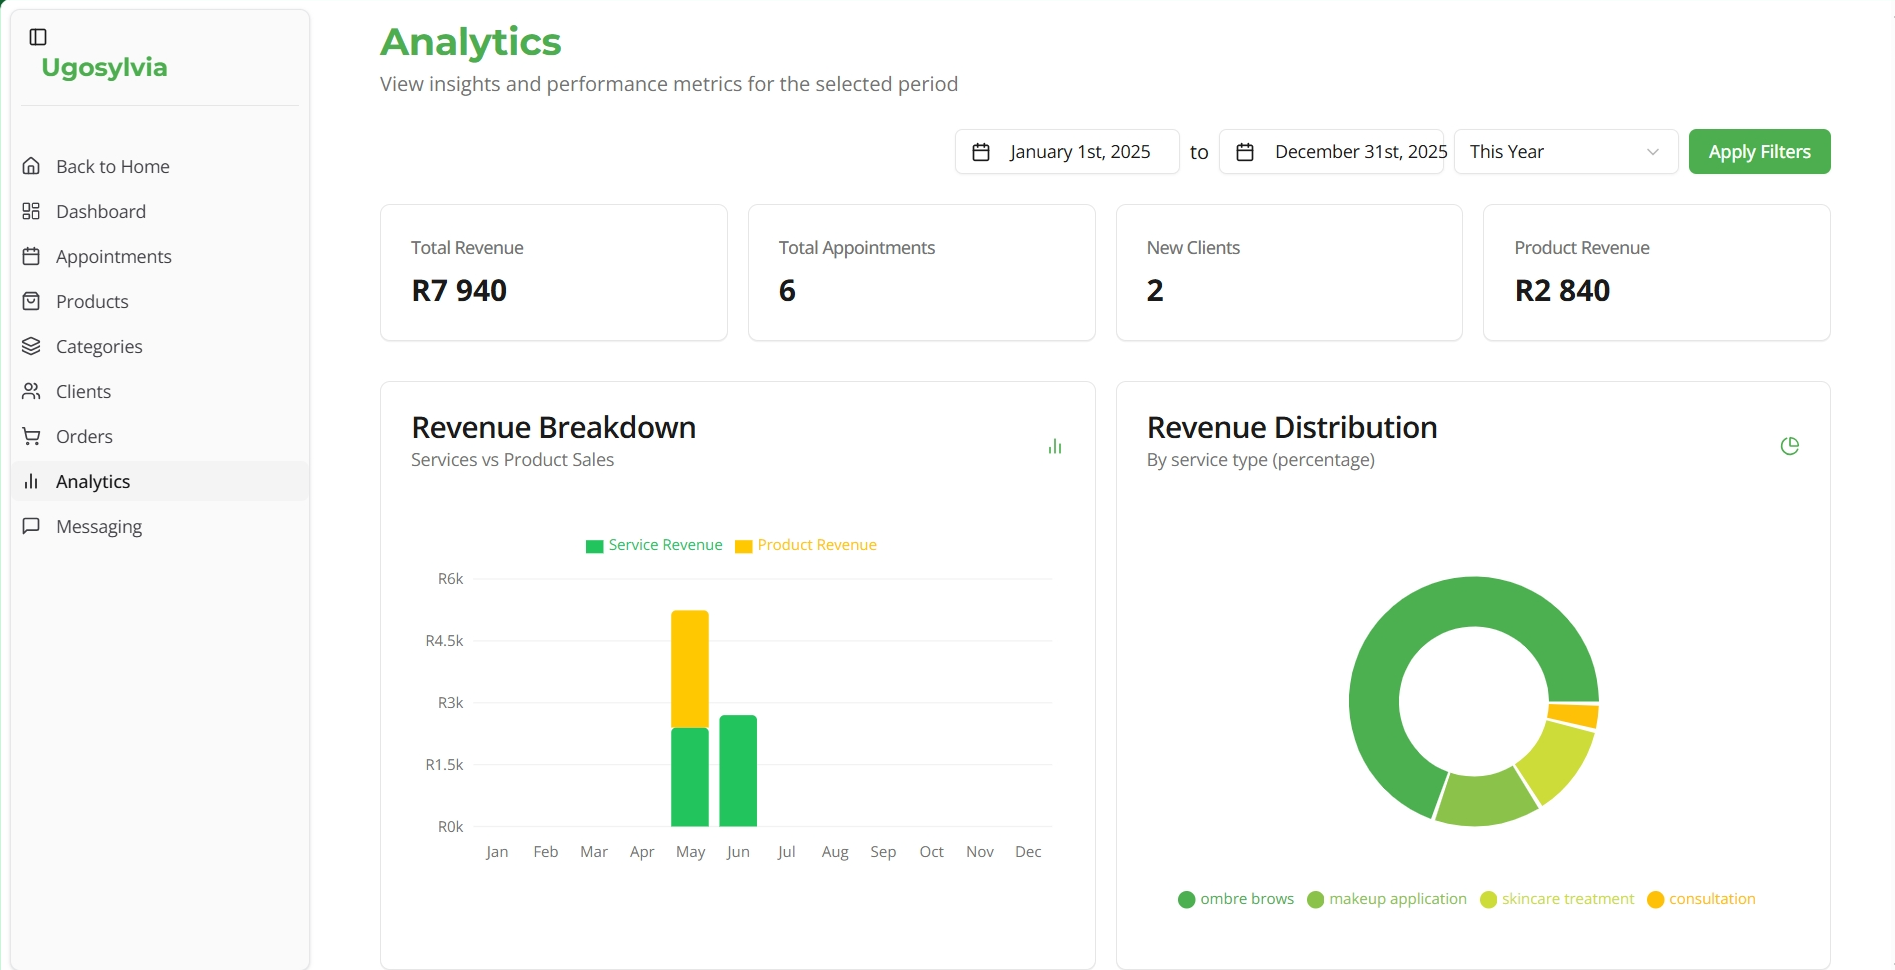 Ugosylvia
Back to Home
Dashboard
Appointments
Products
Categories
Clients
Orders
Analytics
Messaging
Analytics
View insights and performance metrics for the selected period
January 1st, 2025 to December 31st, 2025 This Year Apply Filters
Total Revenue
R7 940
Total Appointments
6
New Clients
2
Product Revenue
R2 840
Revenue Breakdown
Services vs Product Sales
Service Revenue Product Revenue
R6k
R4.5k
R3k
R1.5k
R0k
Jan Feb Mar Apr May Jun Jul Aug Sep Oct Nov Dec
Revenue Distribution
By service type (percentage)
ombre brows makeup application skincare treatment consultation